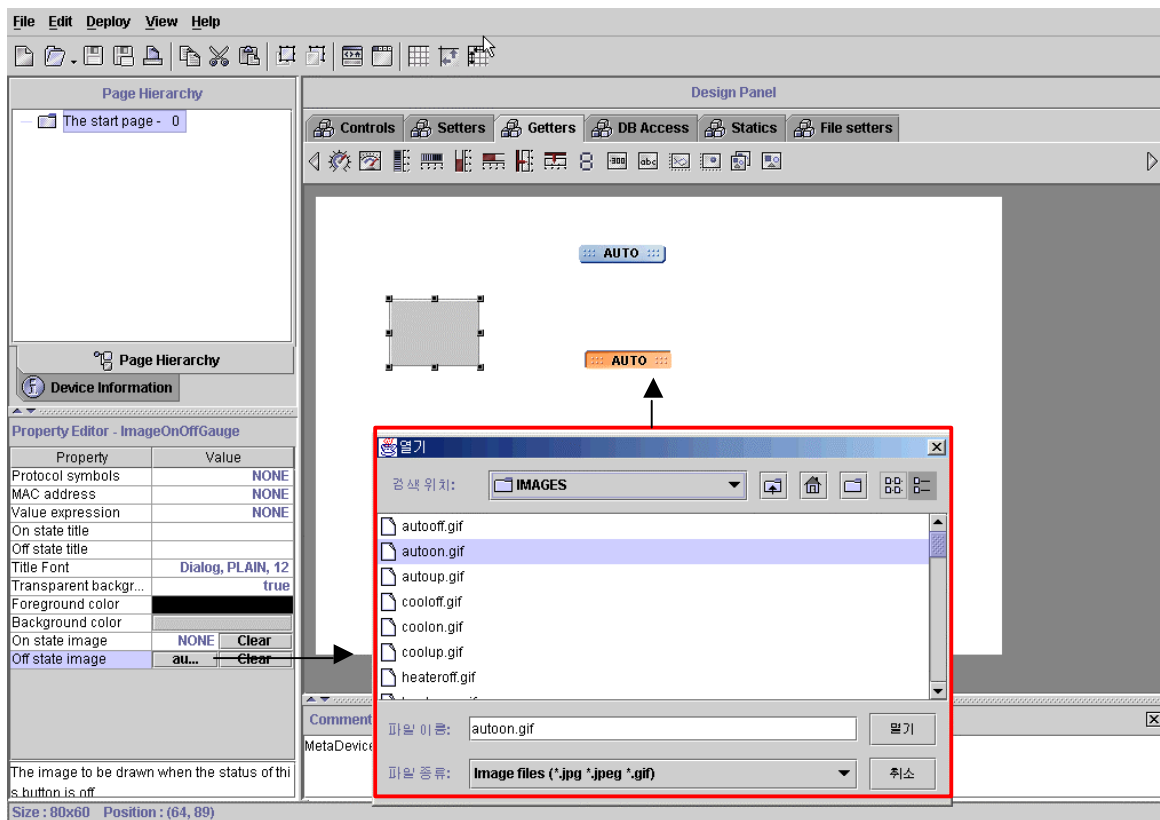 File Edit Deploy View Help
Page Hierarchy
The start page - 0
Page Hierarchy
Device Information
Property Editor - ImageOnOffGauge
Property Value
Protocol symbols NONE
MAC address NONE
Value expression NONE
On state title
Off state title
Title Font Dialog, PLAIN, 12
Transparent backgr... true
Foreground color
Background color
On state image NONE Clear
Off state image au... Clear
The image to be drawn when the status of thi
s button is off
Size : 80x60 Position : (64, 89)
Design Panel
Controls Setters Getters DB Access Statics File setters
AUTO
AUTO
열기
검색 위치: IMAGES
autooff.gif
autoon.gif
autoup.gif
cooloff.gif
coolon.gif
coolup.gif
heateroff.gif
파일 이름: autoon.gif 열기
파일 종류: Image files (*.jpg *.jpeg *.gif) 취소
Comment
MetaDevice